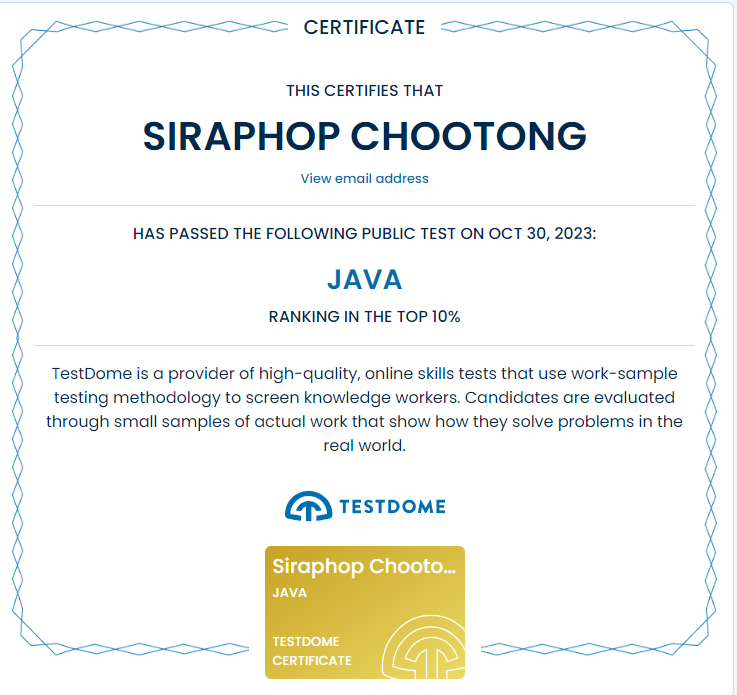 CERTIFICATE
THIS CERTIFIES THAT
SIRAPHOP CHOOTONG
View email address
HAS PASSED THE FOLLOWING PUBLIC TEST ON OCT 30, 2023:
JAVA
RANKING IN THE TOP 10%
TestDome is a provider of high-quality, online skills tests that use work-sample
testing methodology to screen knowledge workers. Candidates are evaluated
through small samples of actual work that show how they solve problems in the
real world.
TESTDOME
Siraphop Chooto...
JAVA
TESTDOME
CERTIFICATE